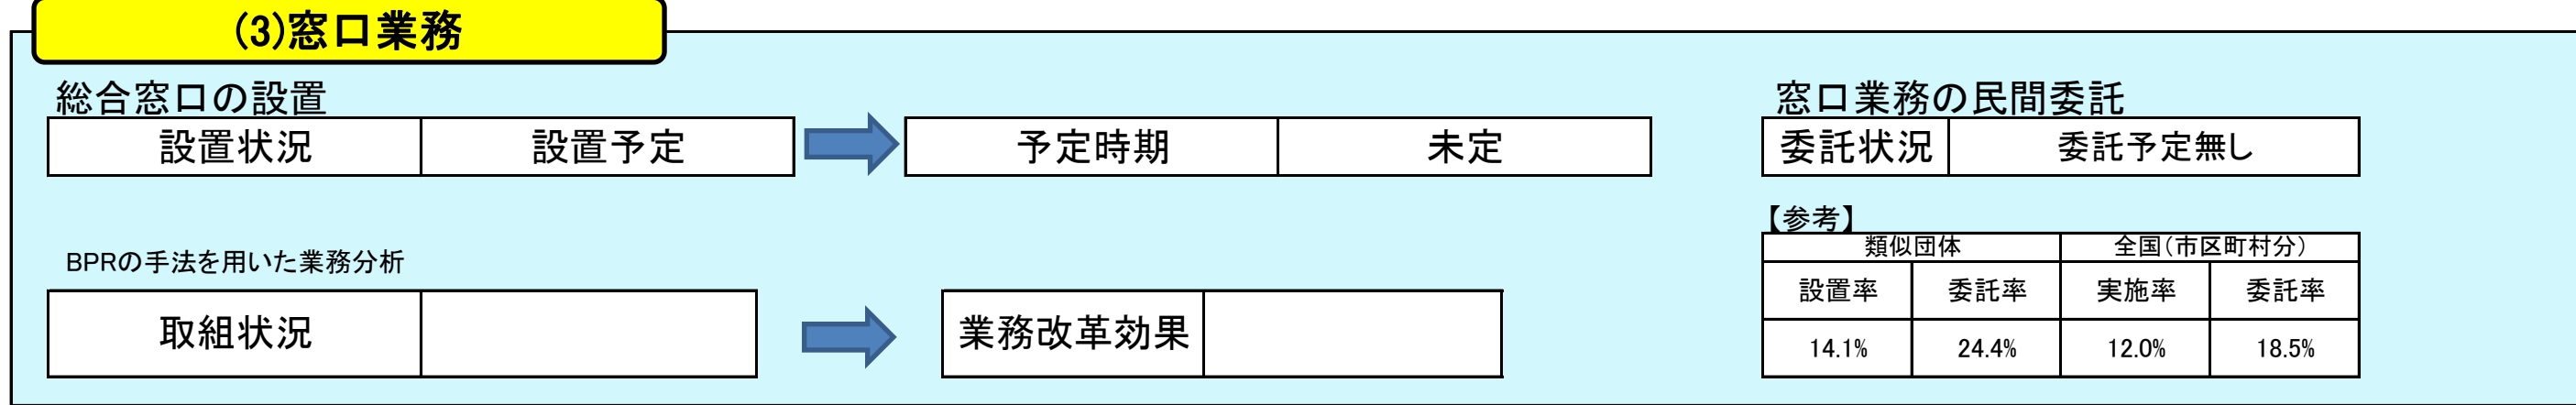 (3)窓口業務
総合窓口の設置
設置状況 設置予定 予定時期 未定
BPRの手法を用いた業務分析
取組状況 業務改革効果
窓口業務の民間委託
委託状況 委託予定無し
【参考】
類似団体 全国(市区町村分)
設置率 委託率 実施率 委託率
14.1% 24.4% 12.0% 18.5%